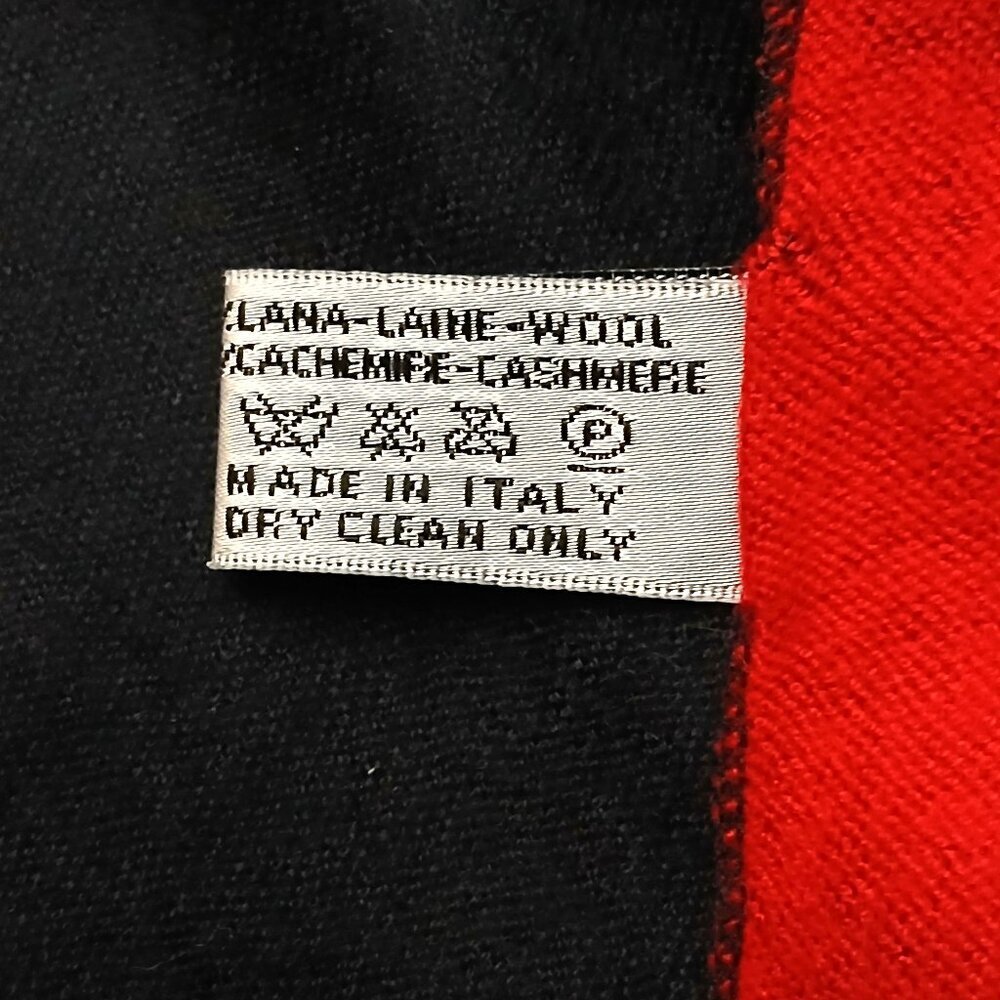 LANA-LAINE-WOOL
CACHEMIRE-CASHMERE
P
MADE IN ITALY
DRY CLEAN ONLY